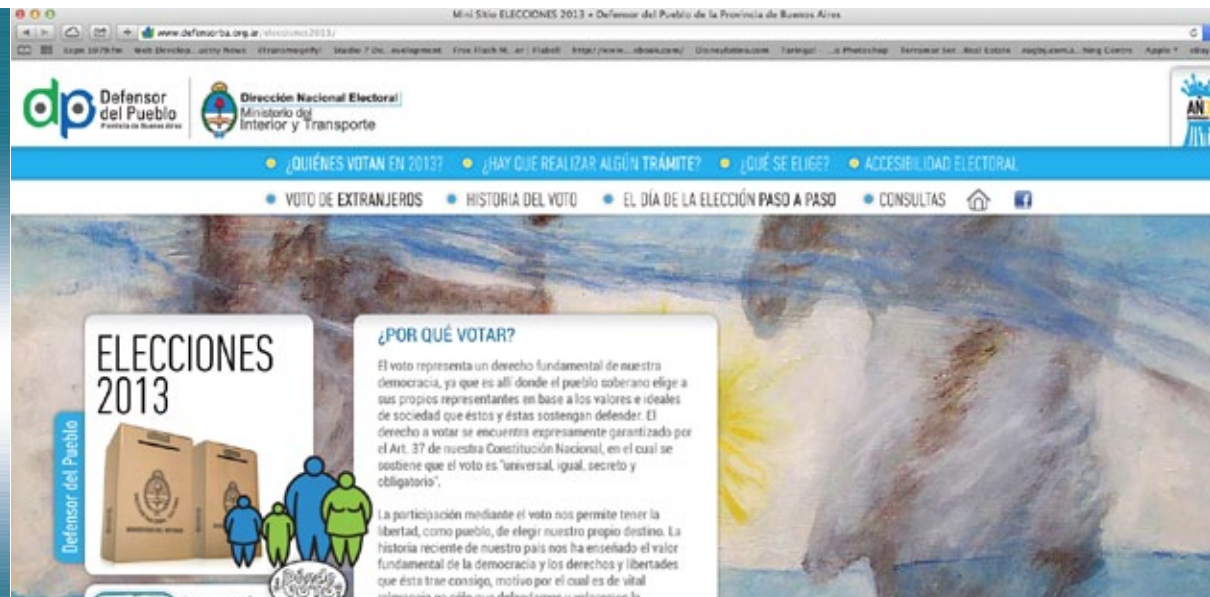 Mini Sitio ELECCIONES 2013 • Defensor del Pueblo de la Provincia de Buenos Aires
www.defensorba.org.ar/elecciones2013/
Defensor
del Pueblo
Provincia de Buenos Aires
Dirección Nacional Electoral
Ministerio del
Interior y Transporte
¿QUIÉNES VOTAN EN 2013? ¿HAY QUE REALIZAR ALGÚN TRÁMITE? ¿QUÉ SE ELIGE? ACCESIBILIDAD ELECTORAL
VOTO DE EXTRANJEROS HISTORIA DEL VOTO EL DÍA DE LA ELECCIÓN PASO A PASO CONSULTAS
ELECCIONES
2013
Defensor del Pueblo
¿POR QUÉ VOTAR?
El voto representa un derecho fundamental de nuestra
democracia, ya que es allí donde el pueblo soberano elige a
sus propios representantes en base a los valores e ideales
de sociedad que éstos y éstas sostengan defender. El
derecho a votar se encuentra expresamente garantizado por
el Art. 37 de nuestra Constitución Nacional, en el cual se
sostiene que el voto es "universal, igual, secreto y
obligatorio".
La participación mediante el voto nos permite tener la
libertad, como pueblo, de elegir nuestro propio destino. La
historia reciente de nuestro país nos ha enseñado el valor
fundamental de la democracia y los derechos y libertades
que ésta trae consigo, motivo por el cual es de vital